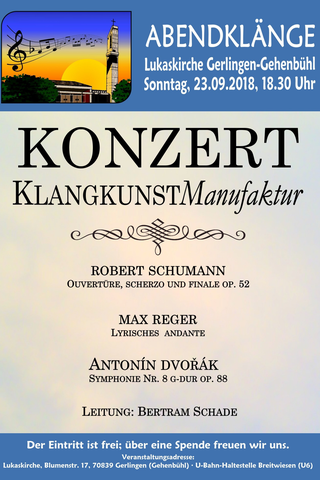 ABENDKLÄNGE
Lukaskirche Gerlingen-Gehenbühl
Sonntag, 23.09.2018, 18.30 Uhr
KONZERT
KLANGKUNSTManufaktur
ROBERT SCHUMANN
OUVERTÜRE, SCHERZO UND FINALE OP. 52
MAX REGER
LYRISCHES ANDANTE
ANTONÍN DVOŘÁK
SYMPHONIE NR. 8 G-DUR OP. 88
LEITUNG: BERTRAM SCHADE
Der Eintritt ist frei; über eine Spende freuen wir uns.
Veranstaltungsadresse:
Lukaskirche, Blumenstr. 17, 70839 Gerlingen (Gehenbühl) • U-Bahn-Haltestelle Breitwiesen (U6)